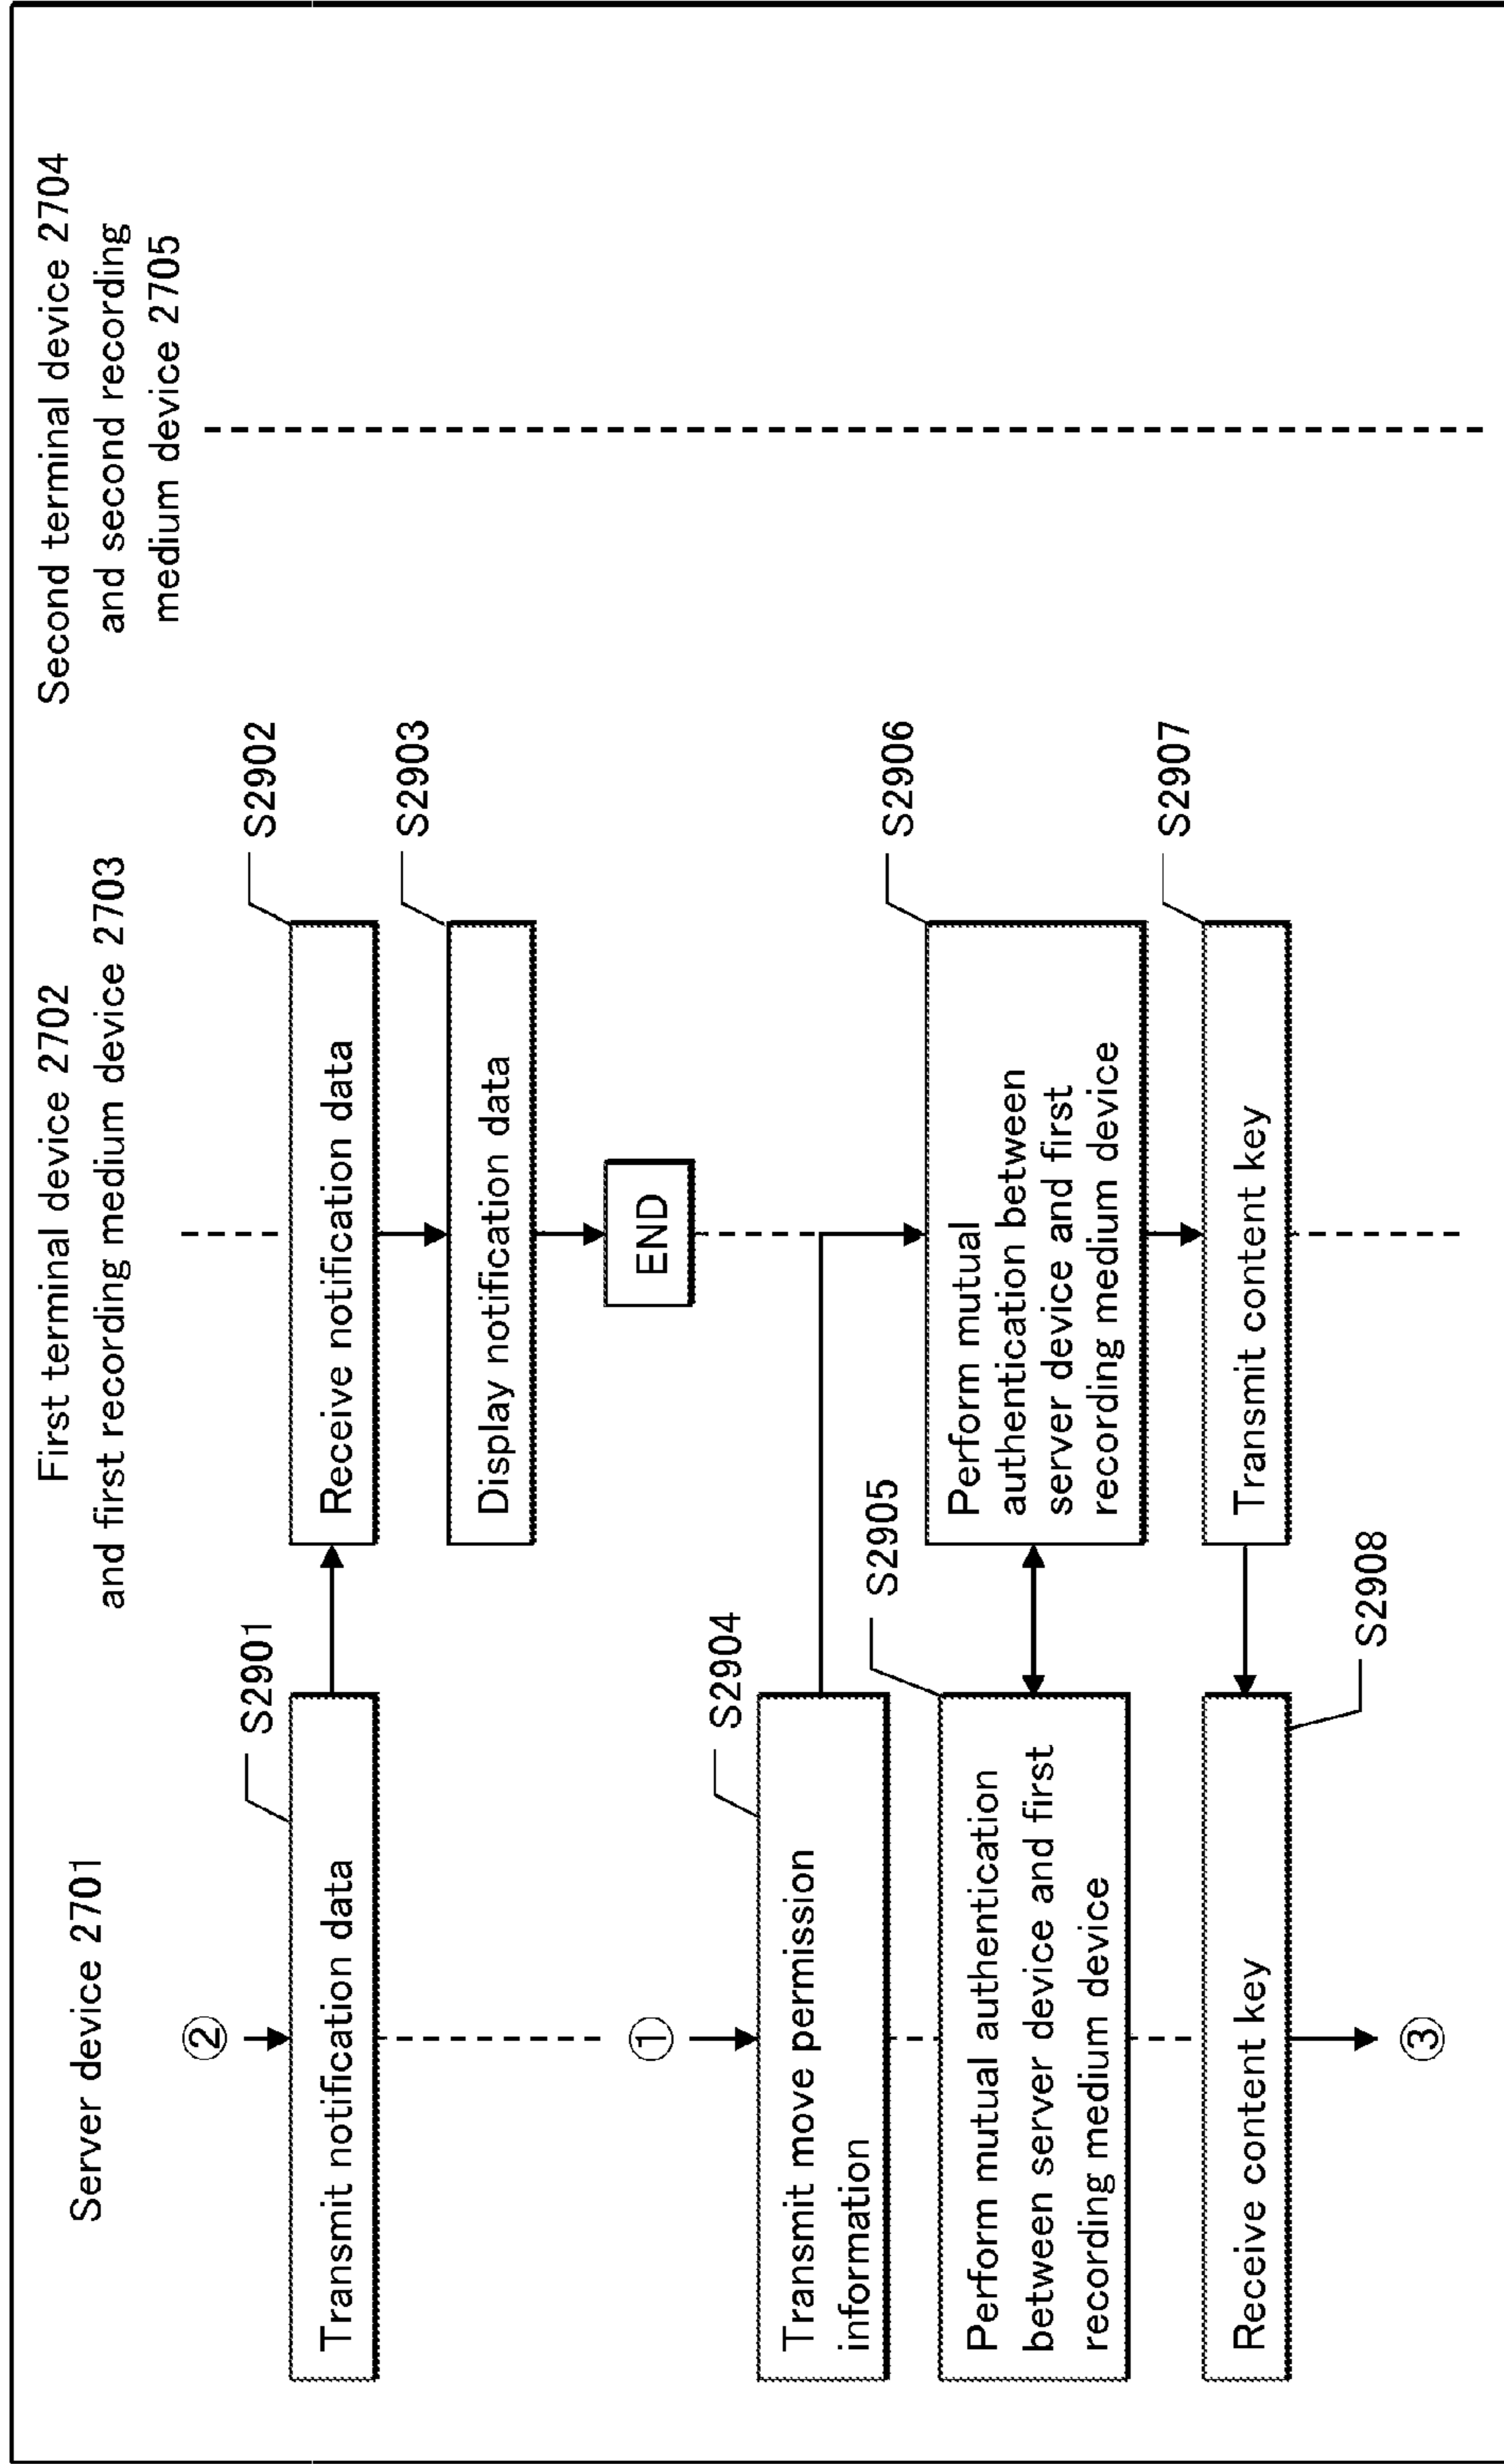 Server device 2701
First terminal device 2702
and first recording medium device 2703
Second terminal device 2704
and second recording
medium device 2705
②
S2901
Transmit notification data
S2902
Receive notification data
S2903
Display notification data
END
①
S2904
Transmit move permission
information
S2905
Perform mutual authentication
between server device and first
recording medium device
S2906
Perform mutual
authentication between
server device and first
recording medium device
S2907
Transmit content key
S2908
Receive content key
③